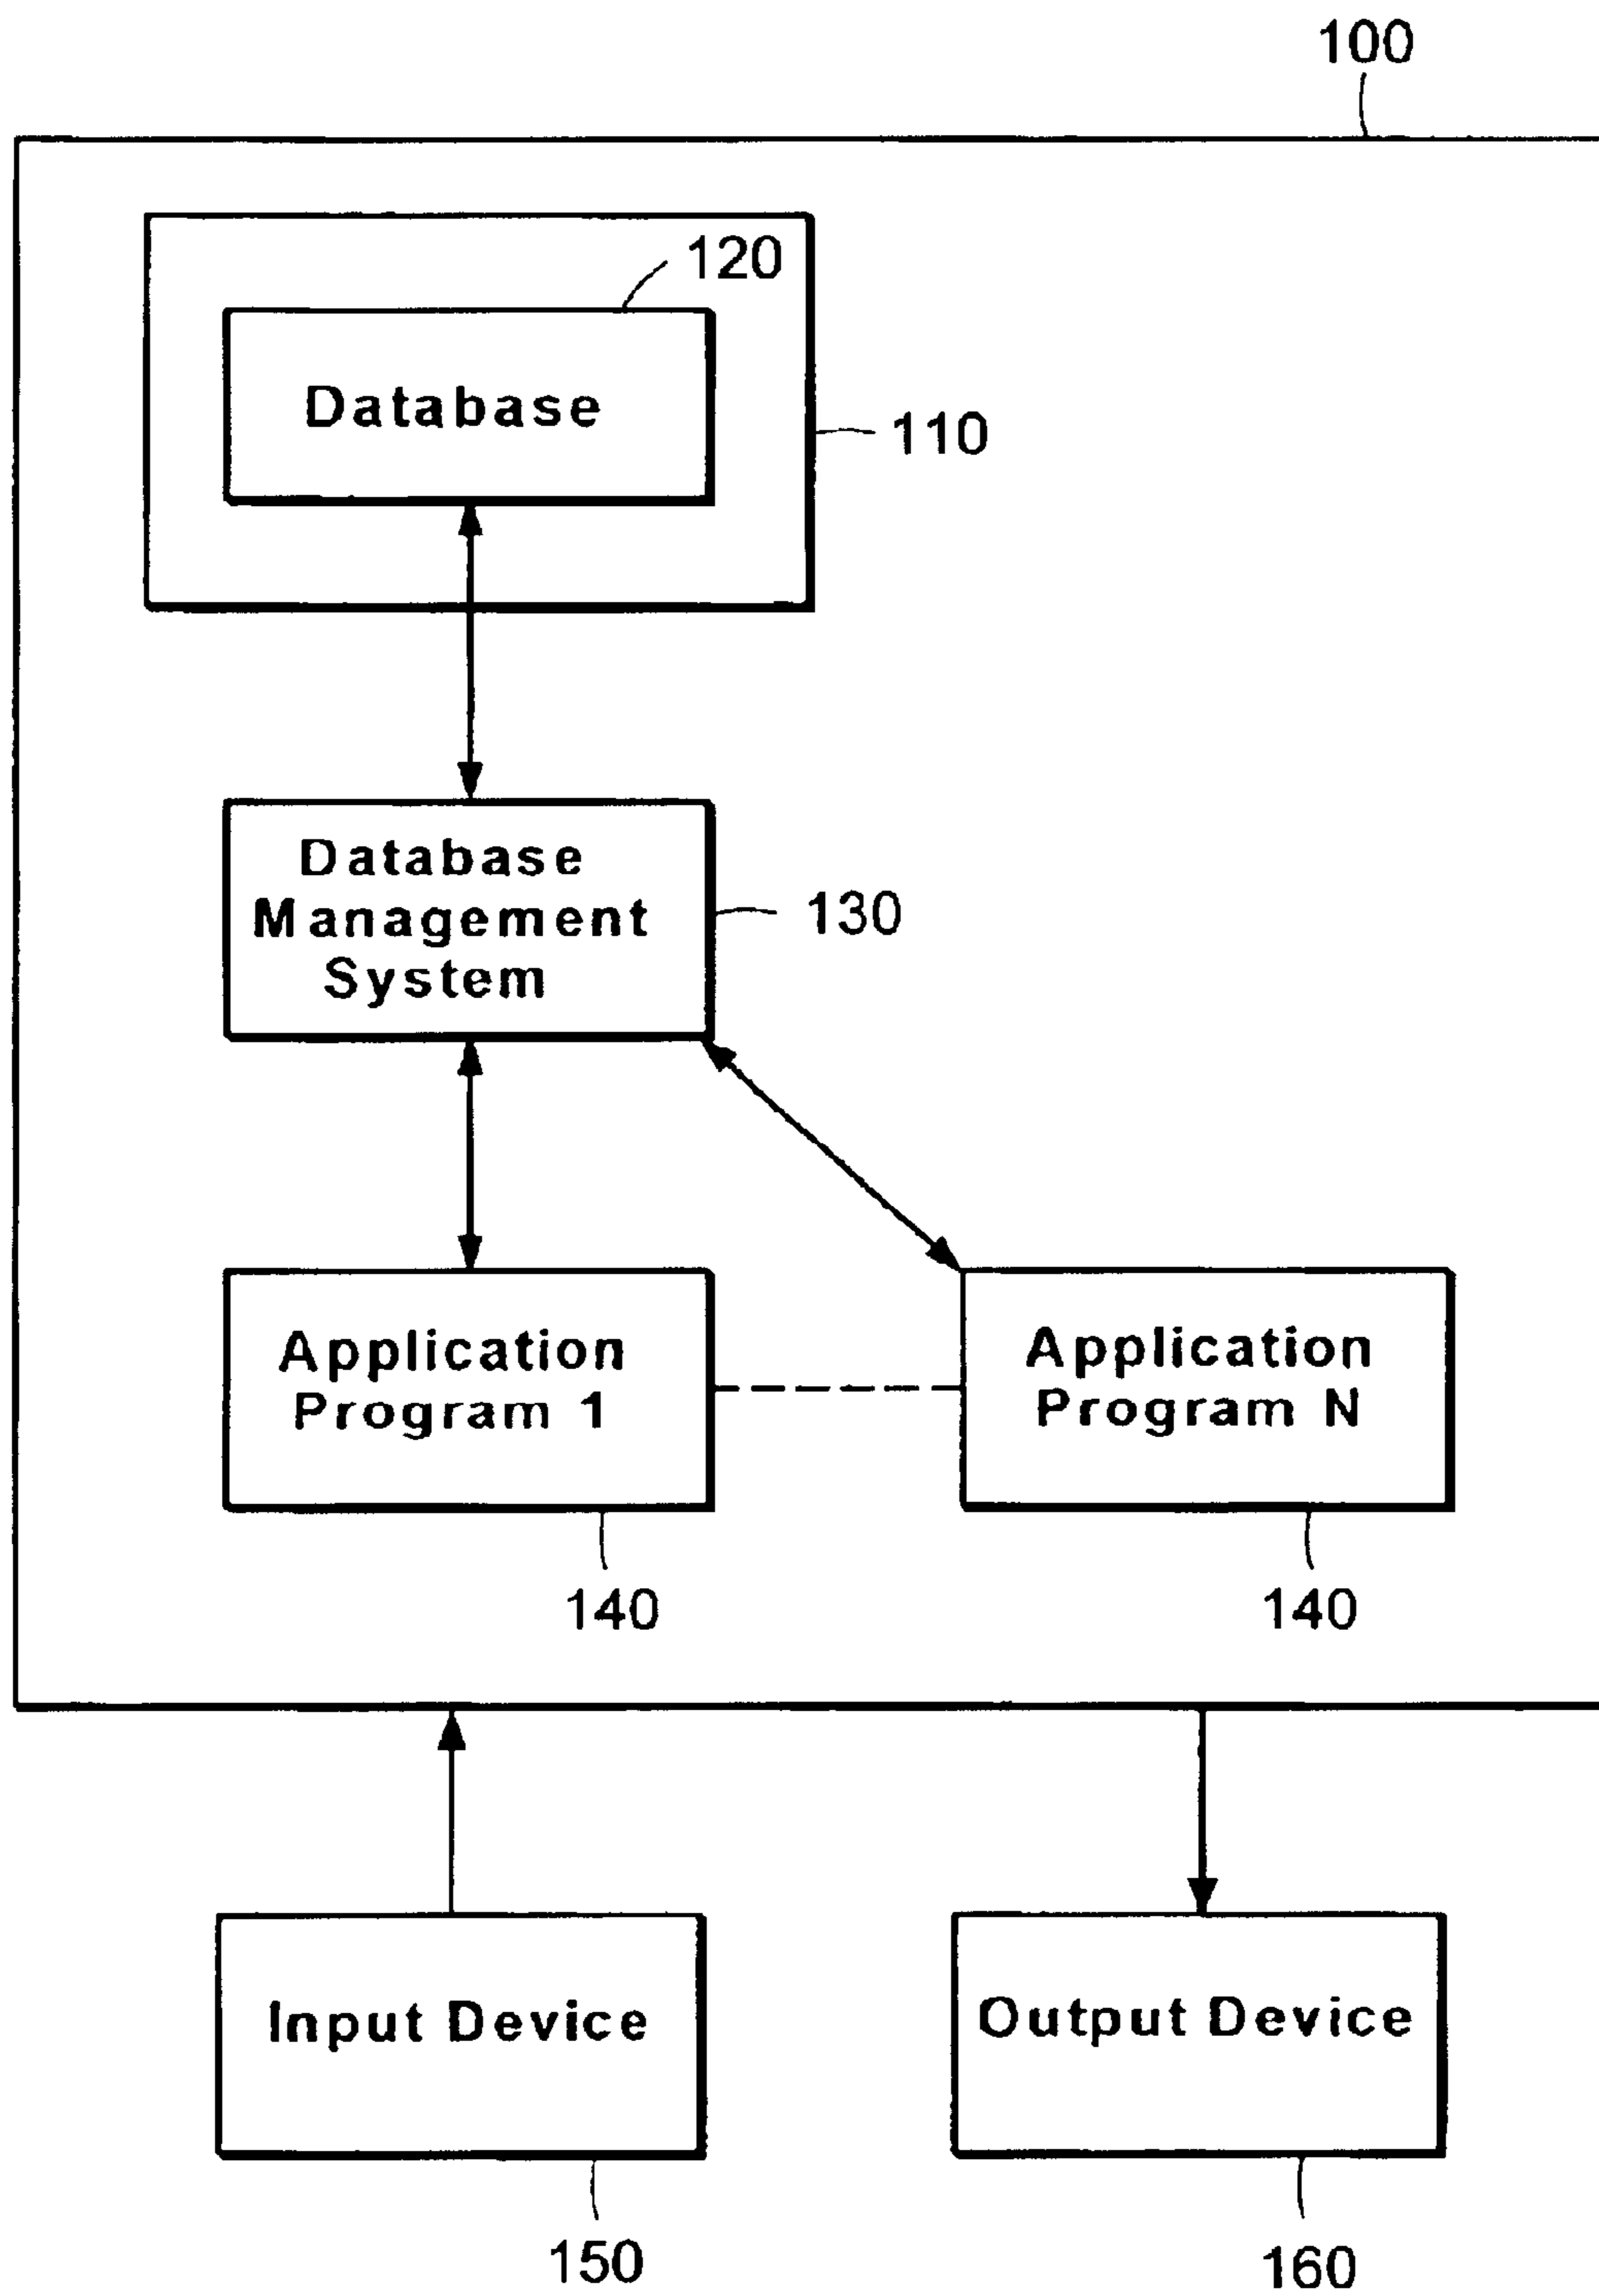 100
120
Database
110
Database
Management
System
130
Application
Program 1
Application
Program N
140
140
Input Device
Output Device
150
160